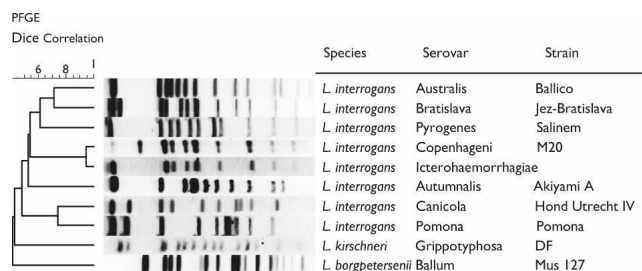 PFGE
Dice Correlation
6 8 1
Species Serovar Strain
L. interrogans Australis Ballico
L. interrogans Bratislava Jez-Bratislava
L. interrogans Pyrogenes Salinem
L. interrogans Copenhageni M20
L. interrogans Icterohaemorrhagiae
L. interrogans Autumnalis Akiyami A
L. interrogans Canicola Hond Utrecht IV
L. interrogans Pomona Pomona
L. kirschneri Grippotyphosa DF
L. borgpetersenii Ballum Mus 127